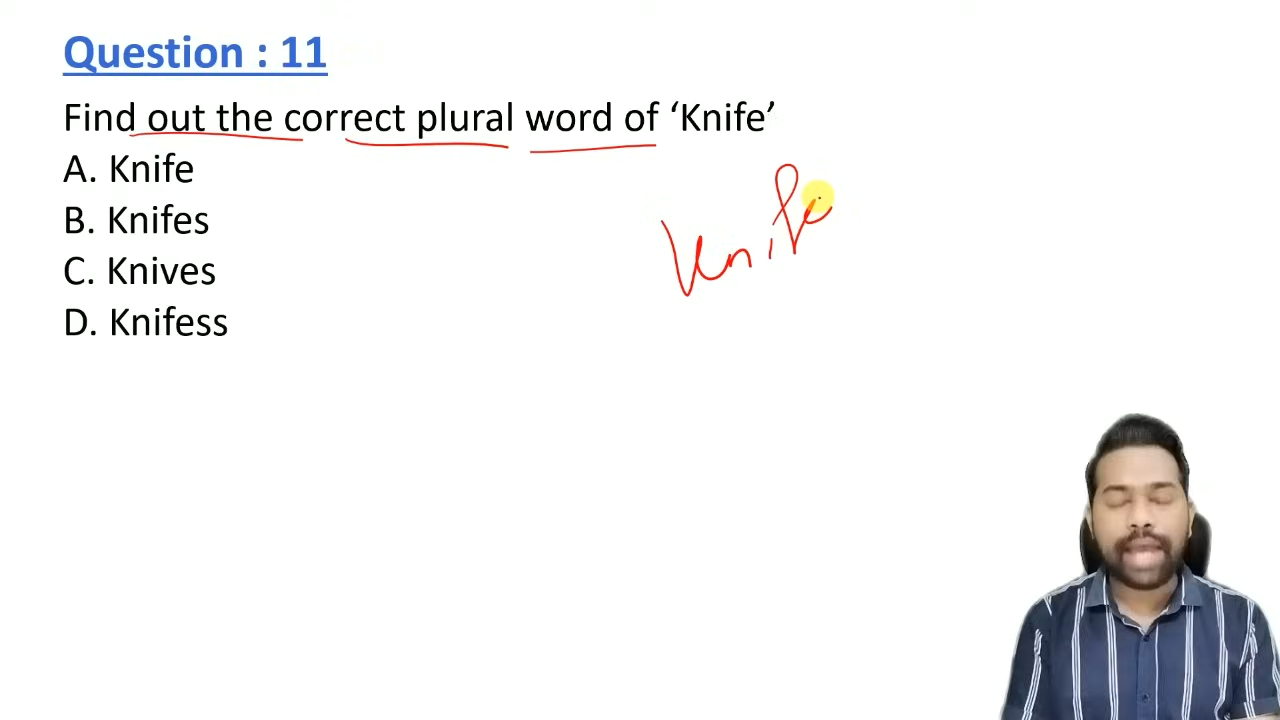 Question : 11
Find out the correct plural word of ‘Knife’
A. Knife
Knife
B. Knifes
C. Knives
D. Knifess